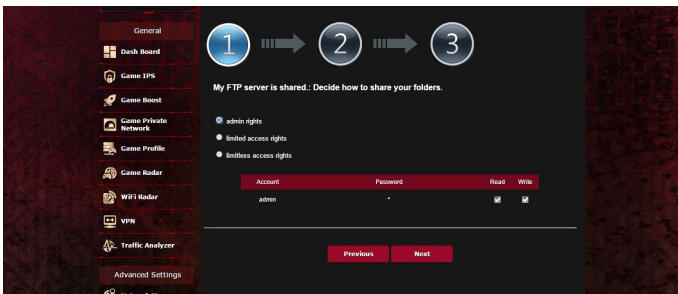 General
Dash Board
Game IPS
Game Boost
Game Private
Network
Game Profile
Game Radar
WiFi Radar
VPN
Traffic Analyzer
Advanced Settings
1
2
3
My FTP server is shared.: Decide how to share your folders.
admin rights
limited access rights
limitless access rights
Account Password Read Write
admin *
Previous Next